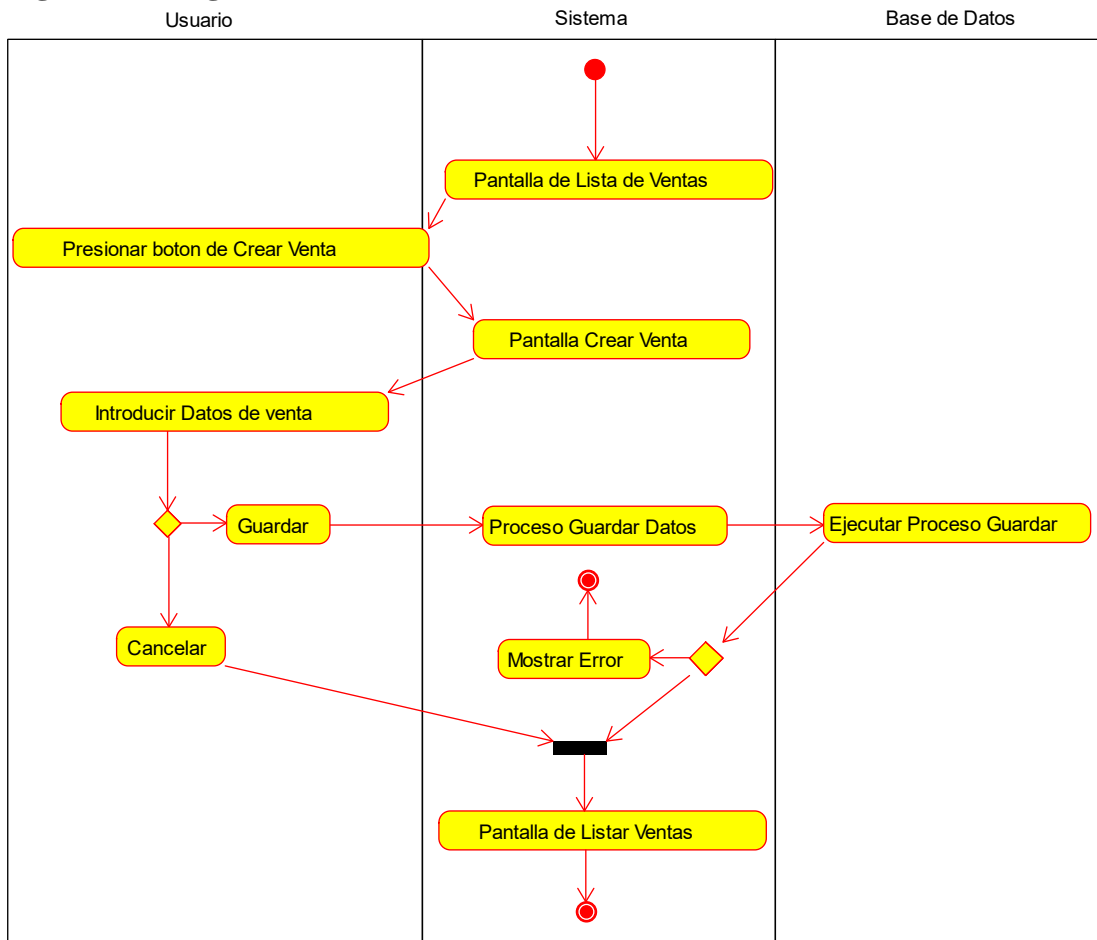 Usuario
Sistema
Base de Datos
Pantalla de Lista de Ventas
Presionar boton de Crear Venta
Pantalla Crear Venta
Introducir Datos de venta
Guardar
Proceso Guardar Datos
Ejecutar Proceso Guardar
Cancelar
Mostrar Error
Pantalla de Listar Ventas